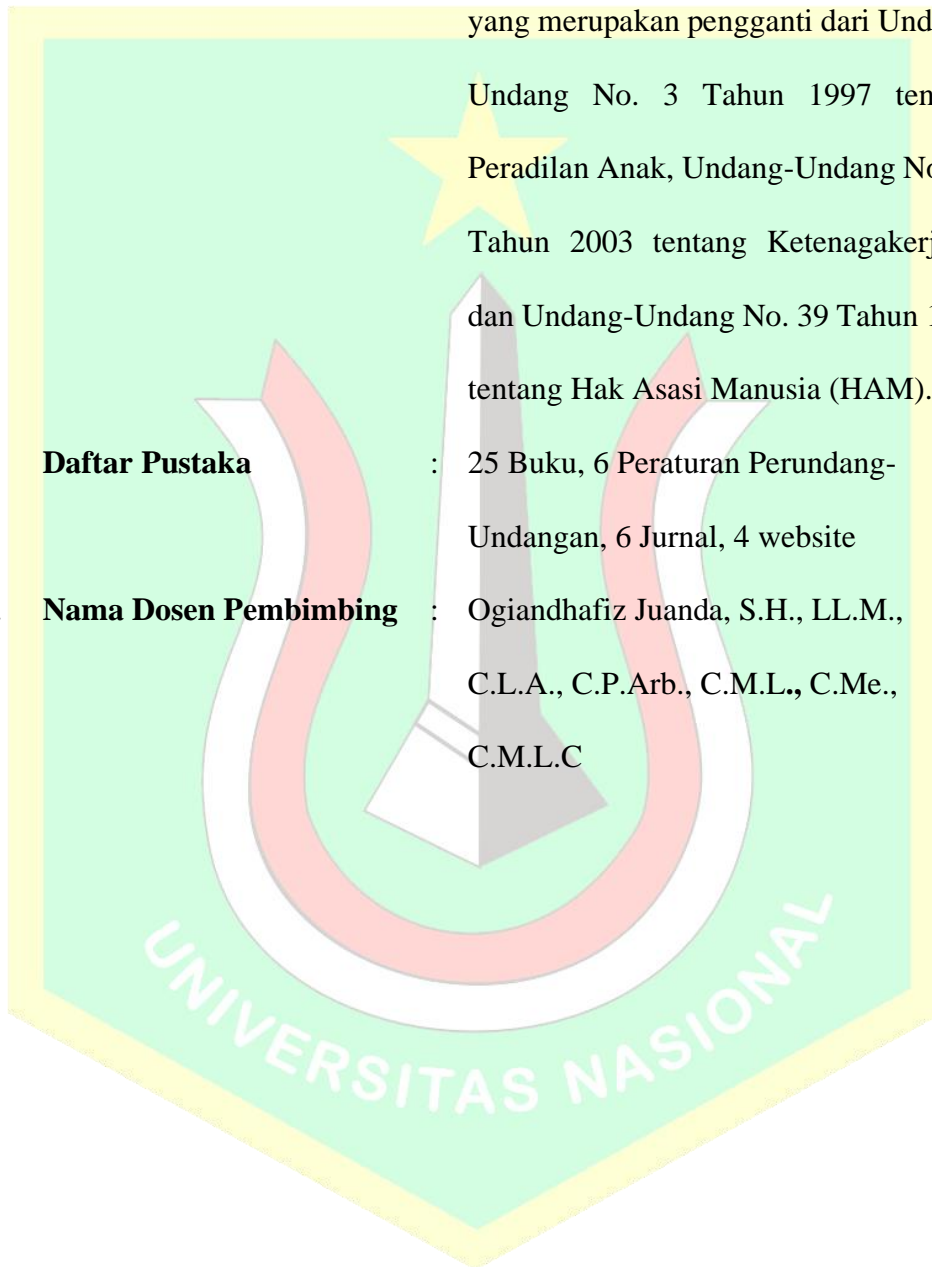 yang merupakan pengganti dari Und
Undang No. 3 Tahun 1997 ten
Peradilan Anak, Undang-Undang No
Tahun 2003 tentang Ketenagakerj
dan Undang-Undang No. 39 Tahun 1
tentang Hak Asasi Manusia (HAM).
Daftar Pustaka : 25 Buku, 6 Peraturan Perundang-
Undangan, 6 Jurnal, 4 website
Nama Dosen Pembimbing : Ogiandhafiz Juanda, S.H., LL.M.,
C.L.A., C.P.Arb., C.M.L., C.Me.,
C.M.L.C
UNIVERSITAS NASIONAL